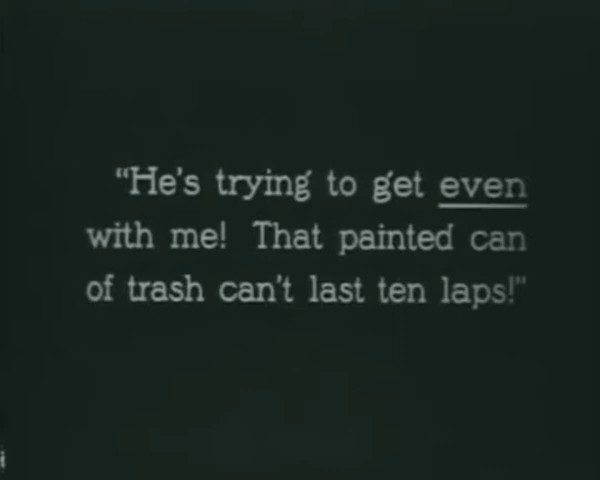 “He's trying to get even
with me! That painted can
of trash can't last ten laps!"
i